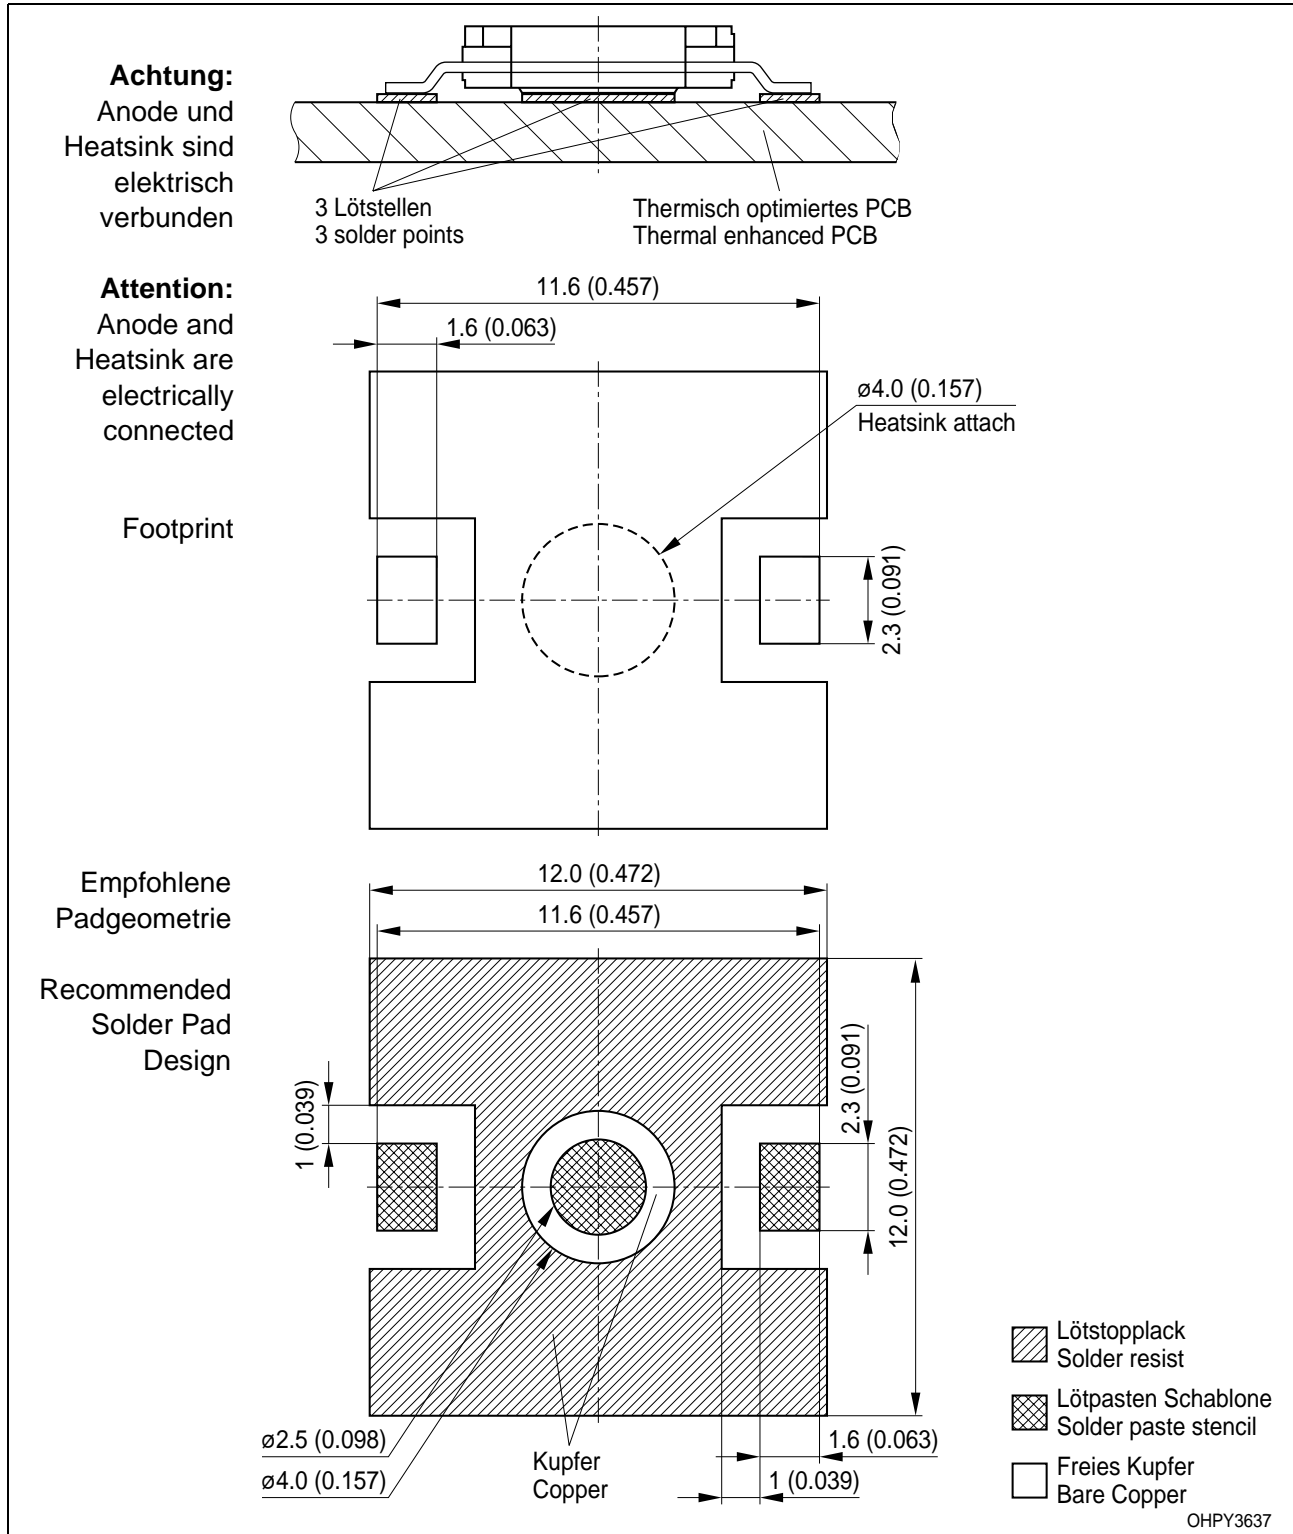 Achtung:
Anode und
Heatsink sind
elektrisch
verbunden
3 Lötstellen
3 solder points
Thermisch optimiertes PCB
Thermal enhanced PCB
Attention:
Anode and
Heatsink are
electrically
connected
11.6 (0.457)
1.6 (0.063)
ø4.0 (0.157)
Heatsink attach
Footprint
2.3 (0.091)
Empfohlene
Padgeometrie
12.0 (0.472)
11.6 (0.457)
Recommended
Solder Pad
Design
1 (0.039)
2.3 (0.091)
12.0 (0.472)
ø2.5 (0.098)
ø4.0 (0.157)
Kupfer
Copper
1.6 (0.063)
1 (0.039)
Lötstopplack
Solder resist
Lötpasten Schablone
Solder paste stencil
Freies Kupfer
Bare Copper
OHPY3637